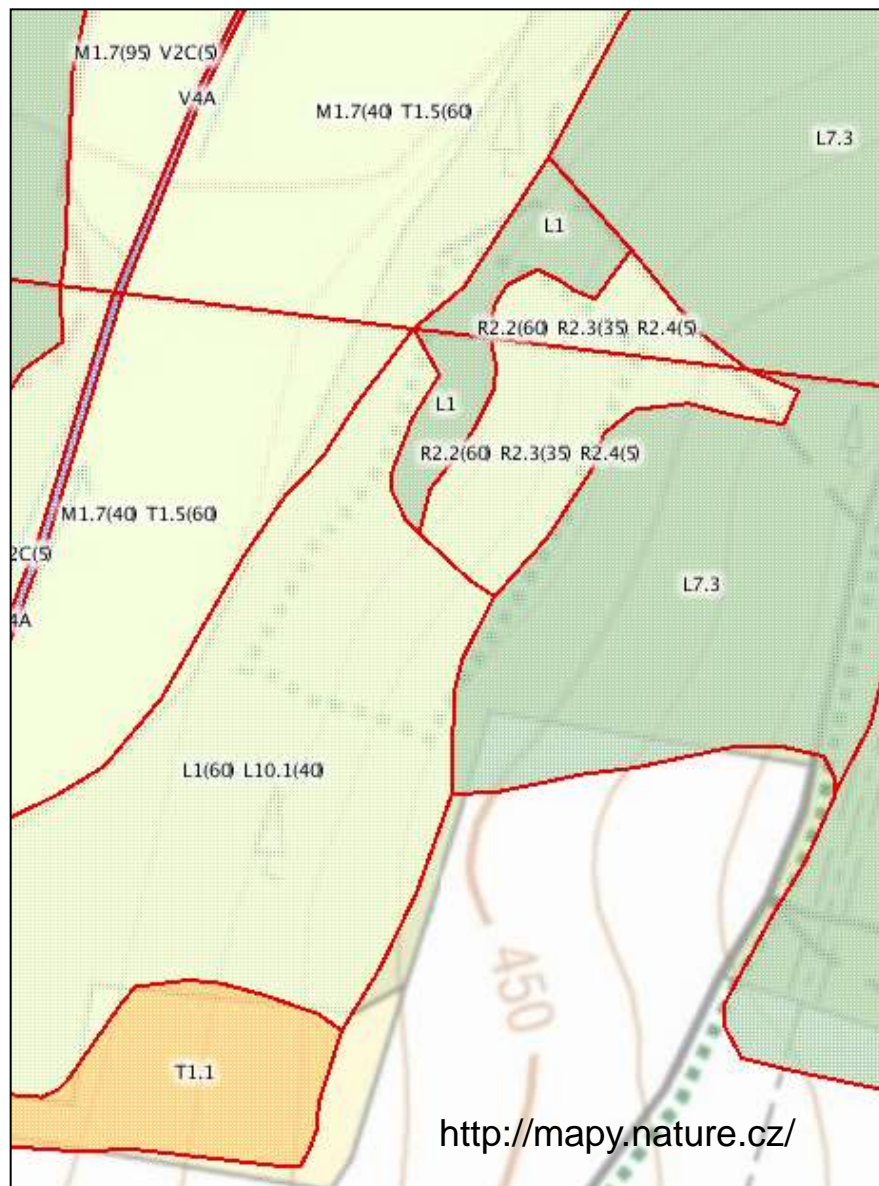 M1.7(95) V2C(5)
V4A
M1.7(40) T1.5(60)
L7.3
L1
R2.2(60) R2.3(35) R2.4(5)
L1
R2.2(60) R2.3(35) R2.4(5)
M1.7(40) T1.5(60)
2C(5)
L7.3
4A
L1(60) L10.1(40)
450
T1.1
http://mapy.nature.cz/